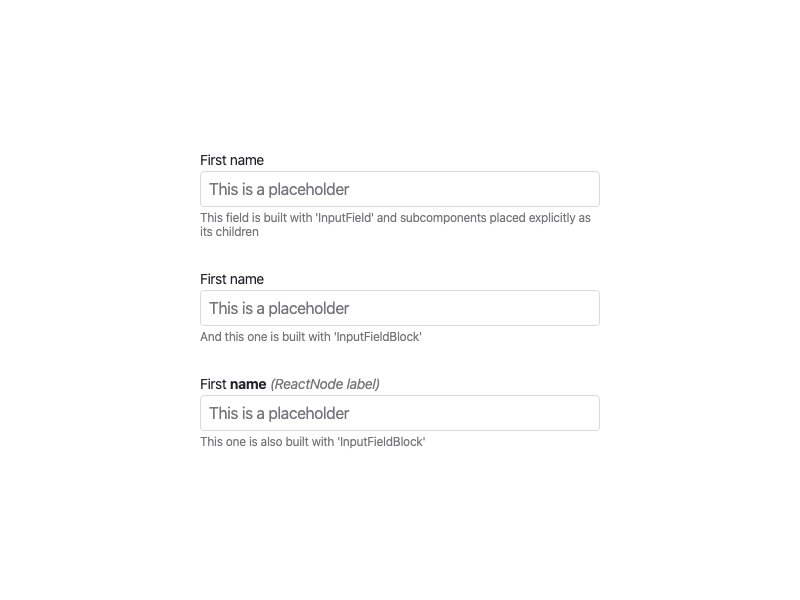 First name
This is a placeholder
This field is built with 'InputField' and subcomponents placed explicitly as
its children
First name
This is a placeholder
And this one is built with 'InputFieldBlock'
First name (ReactNode label)
This is a placeholder
This one is also built with 'InputFieldBlock'